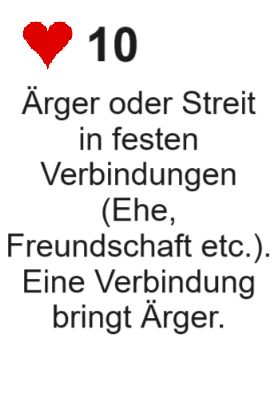 ♥ 10
Ärger oder Streit
in festen
Verbindungen
(Ehe,
Freundschaft etc.).
Eine Verbindung
bringt Ärger.